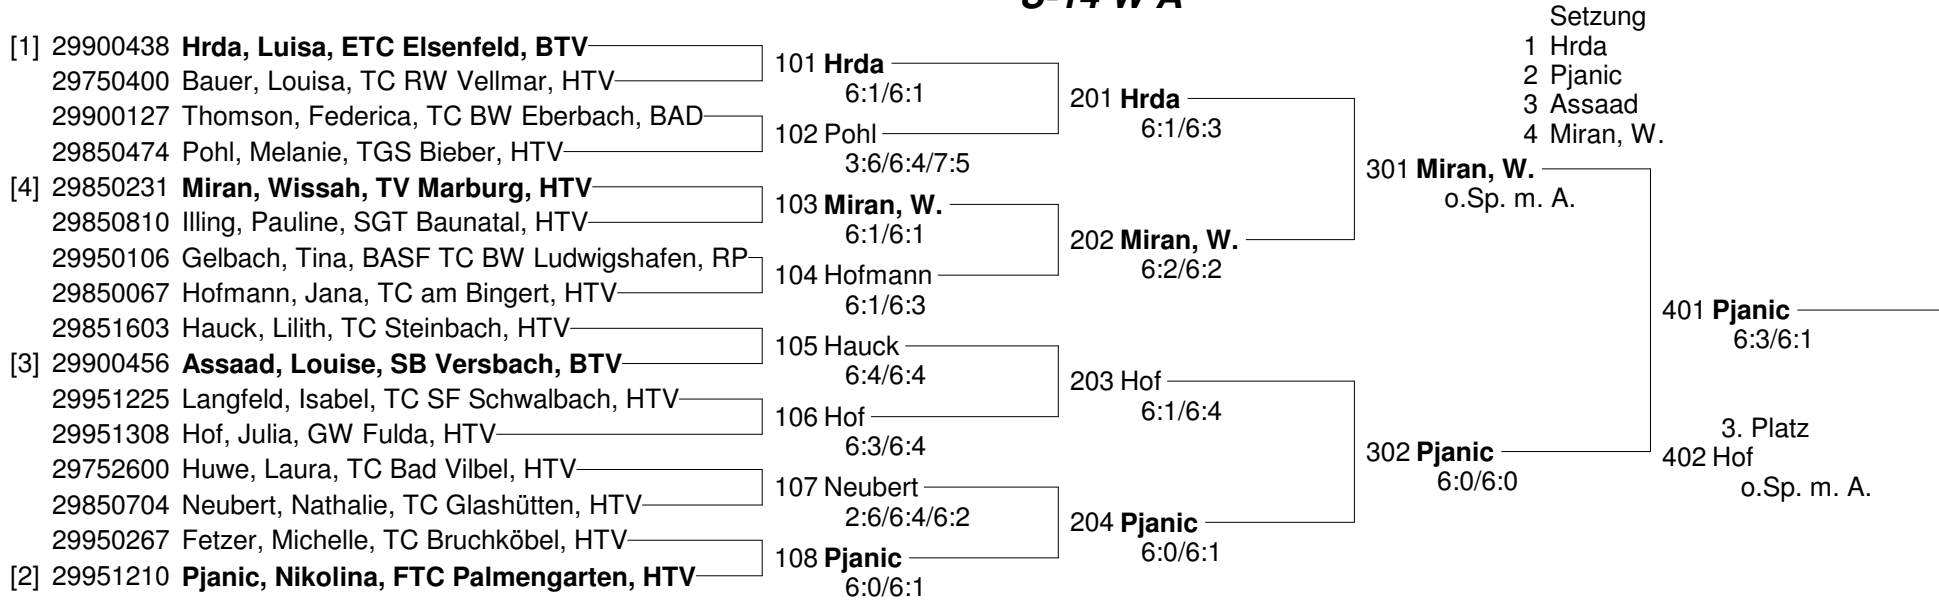 U-14 W A
Setzung
1 Hrda
2 Pjanic
3 Assaad
4 Miran, W.
[1] 29900438 Hrda, Luisa, ETC Elsenfeld, BTV
29750400 Bauer, Louisa, TC RW Vellmar, HTV
29900127 Thomson, Federica, TC BW Eberbach, BAD
29850474 Pohl, Melanie, TGS Bieber, HTV
[4] 29850231 Miran, Wissah, TV Marburg, HTV
29850810 Illing, Pauline, SGT Baunatal, HTV
29950106 Gelbach, Tina, BASF TC BW Ludwigshafen, RP
29850067 Hofmann, Jana, TC am Bingert, HTV
29851603 Hauck, Lilith, TC Steinbach, HTV
[3] 29900456 Assaad, Louise, SB Versbach, BTV
29951225 Langfeld, Isabel, TC SF Schwalbach, HTV
29951308 Hof, Julia, GW Fulda, HTV
29752600 Huwe, Laura, TC Bad Vilbel, HTV
29850704 Neubert, Nathalie, TC Glashütten, HTV
29950267 Fetzer, Michelle, TC Bruchköbel, HTV
[2] 29951210 Pjanic, Nikolina, FTC Palmengarten, HTV
101 Hrda
6:1/6:1
102 Pohl
3:6/6:4/7:5
103 Miran, W.
6:1/6:1
104 Hofmann
6:1/6:3
105 Hauck
6:4/6:4
106 Hof
6:3/6:4
107 Neubert
2:6/6:4/6:2
108 Pjanic
6:0/6:1
201 Hrda
6:1/6:3
202 Miran, W.
6:2/6:2
203 Hof
6:1/6:4
204 Pjanic
6:0/6:1
301 Miran, W.
o.Sp. m. A.
302 Pjanic
6:0/6:0
401 Pjanic
6:3/6:1
3. Platz
402 Hof
o.Sp. m. A.